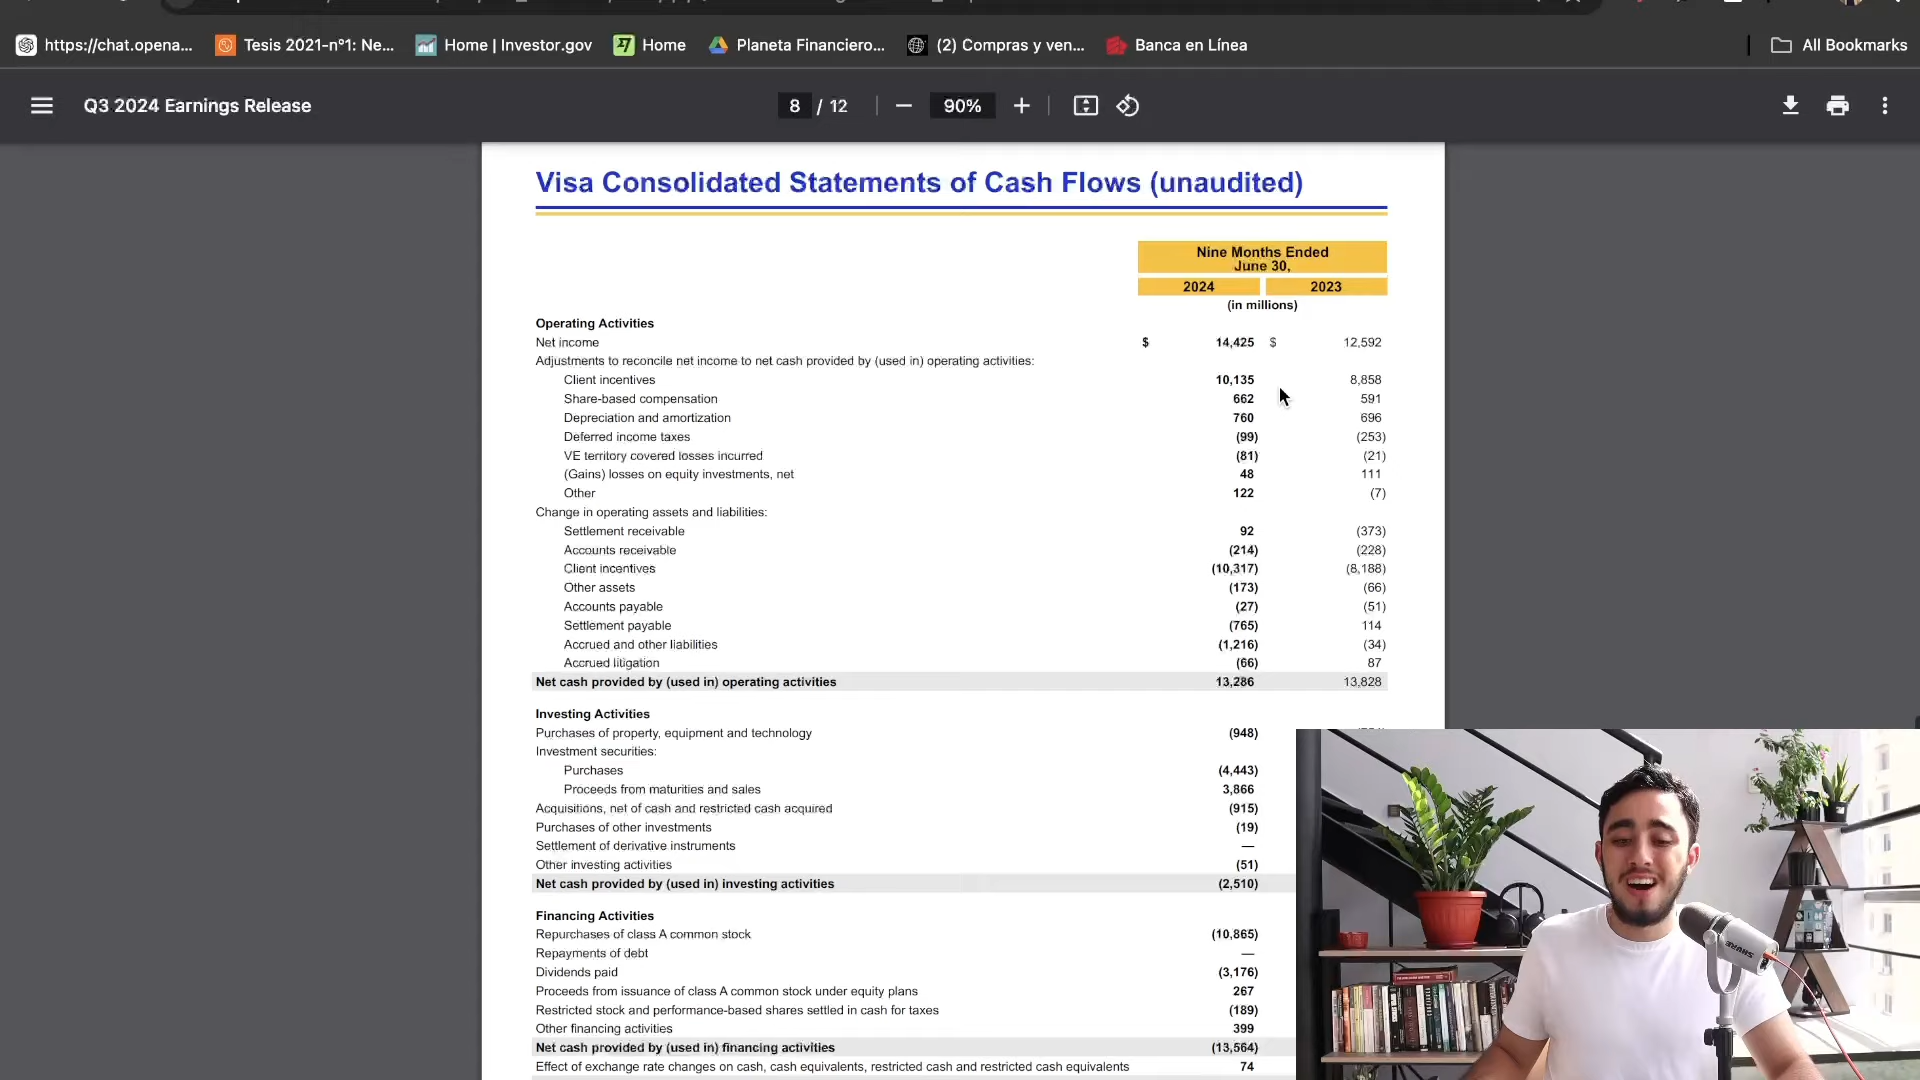 https://chat.opena... Tesis 2021-nº1: Ne... Home | Investor.gov Home Planeta Financiero... (2) Compras y ven... Banca en Línea All Bookmarks
Q3 2024 Earnings Release 8 / 12 90%
Visa Consolidated Statements of Cash Flows (unaudited)
Nine Months Ended
June 30,
2024 2023
(in millions)
Operating Activities
Net income $ 14,425 $ 12,592
Adjustments to reconcile net income to net cash provided by (used in) operating activities:
Client incentives 10,135 8,858
Share-based compensation 662 591
Depreciation and amortization 760 696
Deferred income taxes (99) (253)
VE territory covered losses incurred (81) (21)
(Gains) losses on equity investments, net 48 111
Other 122 (7)
Change in operating assets and liabilities:
Settlement receivable 92 (373)
Accounts receivable (214) (228)
Client incentives (10,317) (8,188)
Other assets (173) (66)
Accounts payable (27) (51)
Settlement payable (765) 114
Accrued and other liabilities (1,216) (34)
Accrued litigation (66) 87
Net cash provided by (used in) operating activities 13,286 13,828
Investing Activities
Purchases of property, equipment and technology (948)
Investment securities:
Purchases (4,443)
Proceeds from maturities and sales 3,866
Acquisitions, net of cash and restricted cash acquired (915)
Purchases of other investments (19)
Settlement of derivative instruments —
Other investing activities (51)
Net cash provided by (used in) investing activities (2,510)
Financing Activities
Repurchases of class A common stock (10,865)
Repayments of debt —
Dividends paid (3,176)
Proceeds from issuance of class A common stock under equity plans 267
Restricted stock and performance-based shares settled in cash for taxes (189)
Other financing activities 399
Net cash provided by (used in) financing activities (13,564)
Effect of exchange rate changes on cash, cash equivalents, restricted cash and restricted cash equivalents 74
SHURE